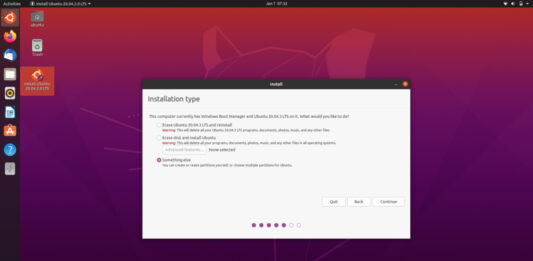 Activities
Install Ubuntu 20.04.2.0 LTS
Jan 7 07:32
ubuntu
Trash
Install Ubuntu
20.04.2.0 LTS
Install
Installation type
This computer currently has Windows Boot Manager and Ubuntu 20.04.3 LTS on it. What would you like to do?
Erase Ubuntu 20.04.3 LTS and reinstall
Warning: This will delete all your Ubuntu 20.04.3 LTS programs, documents, photos, music, and any other files.
Erase disk and install Ubuntu
Warning: This will delete all your programs, documents, photos, music, and any other files in all operating systems.
Advanced features...
None selected
Something else
You can create or resize partitions yourself, or choose multiple partitions for Ubuntu.
Quit
Back
Continue